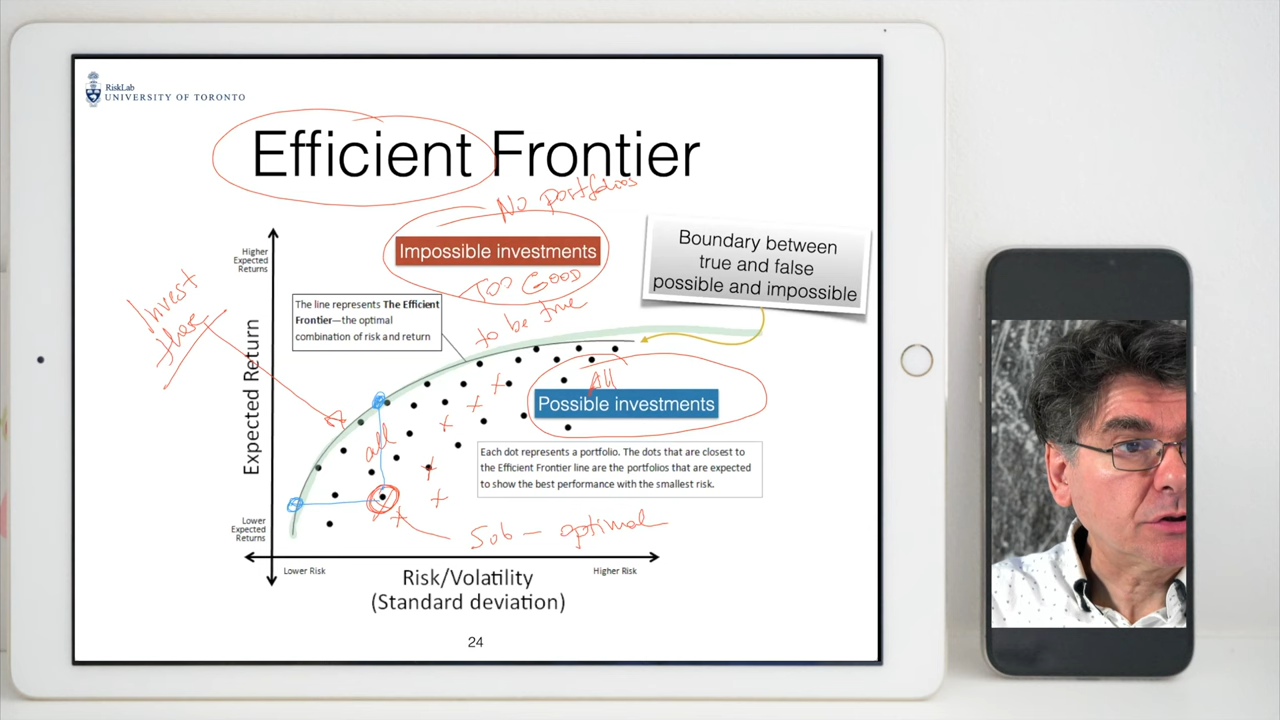 RiskLab
UNIVERSITY OF TORONTO
Efficient Frontier
No portfolios
Impossible investments
Too Good
to be true
Boundary between
true and false
possible and impossible
Higher
Expected
Returns
Invest
there
The line represents The Efficient
Frontier—the optimal
combination of risk and return
Expected Return
All
Possible investments
all
Each dot represents a portfolio. The dots that are closest to
the Efficient Frontier line are the portfolios that are expected
to show the best performance with the smallest risk.
Sub - optimal
Lower
Expected
Returns
Lower Risk
Risk/Volatility
(Standard deviation)
Higher Risk
24